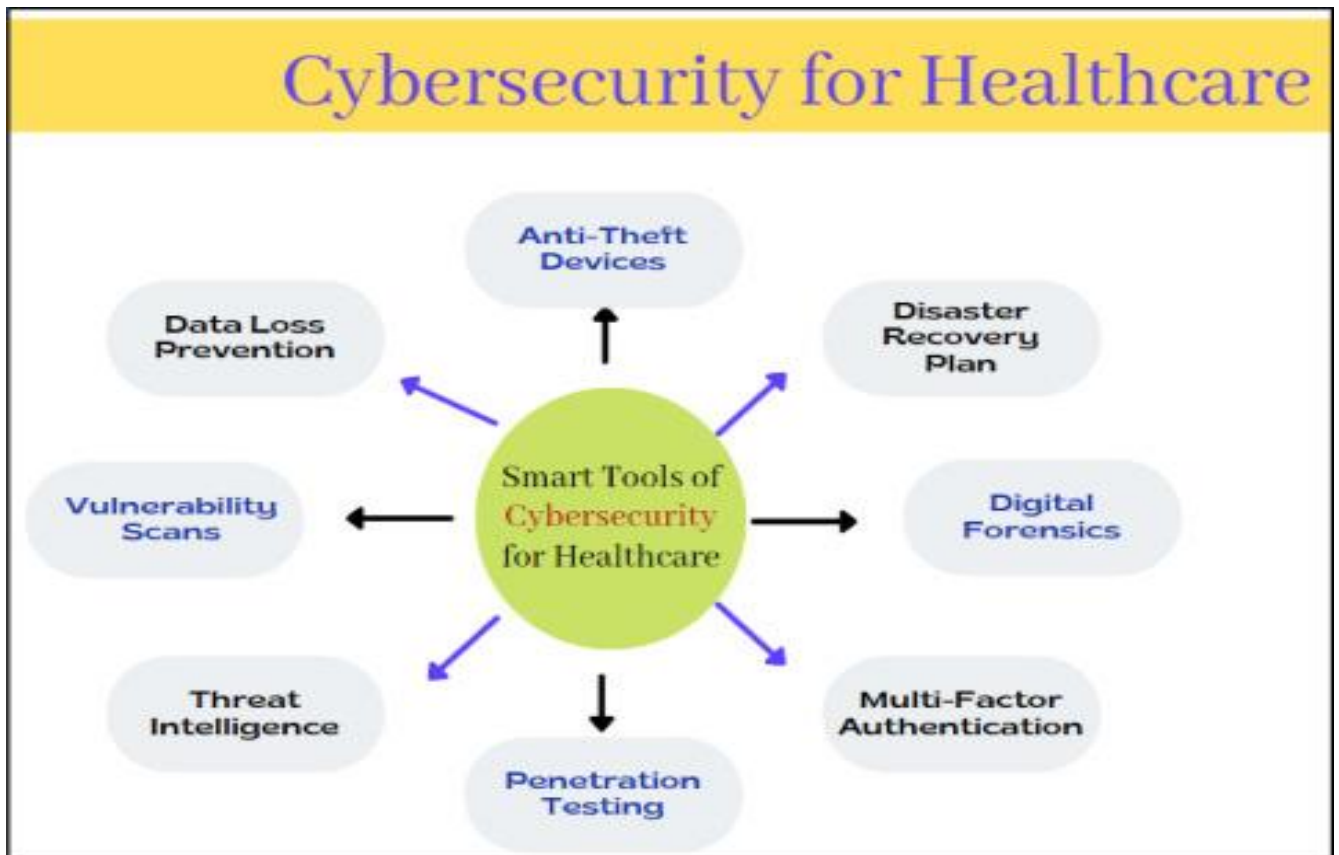 Cybersecurity for Healthcare
Anti-Theft
Devices
Data Loss
Prevention
Disaster
Recovery
Plan
Smart Tools of
Cybersecurity
for Healthcare
Vulnerability
Scans
Digital
Forensics
Threat
Intelligence
Multi-Factor
Authentication
Penetration
Testing